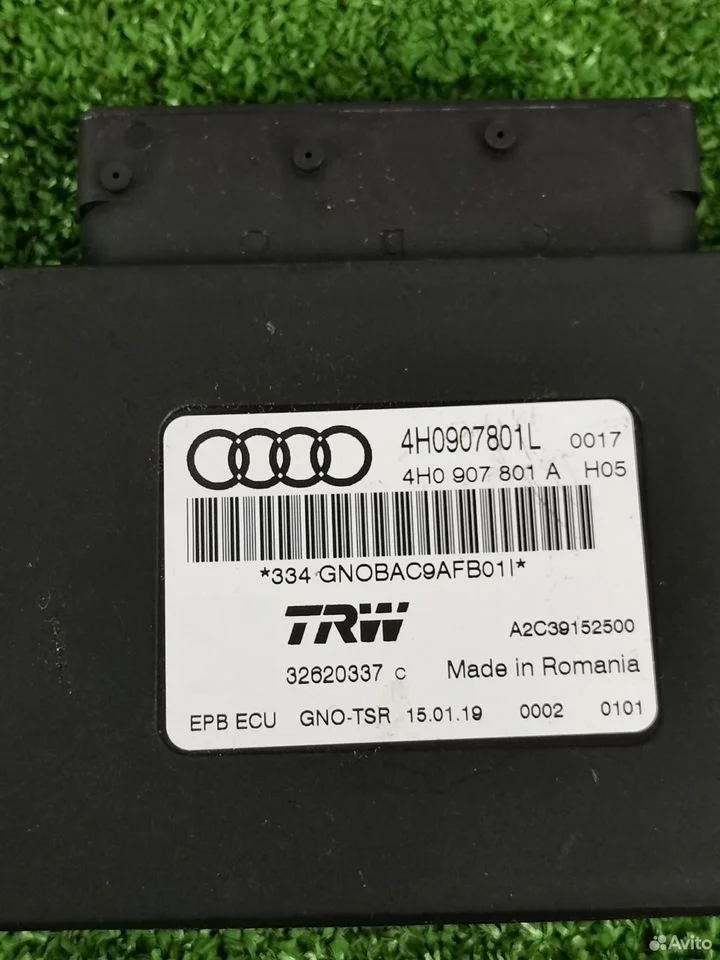 4H0907801L 0017
4H0 907 801 A H05
*334 GNOBAC9AFB01I*
TRW
A2C39152500
32620337 C Made in Romania
EPB ECU GNO-TSR 15.01.19 0002 0101
Avito